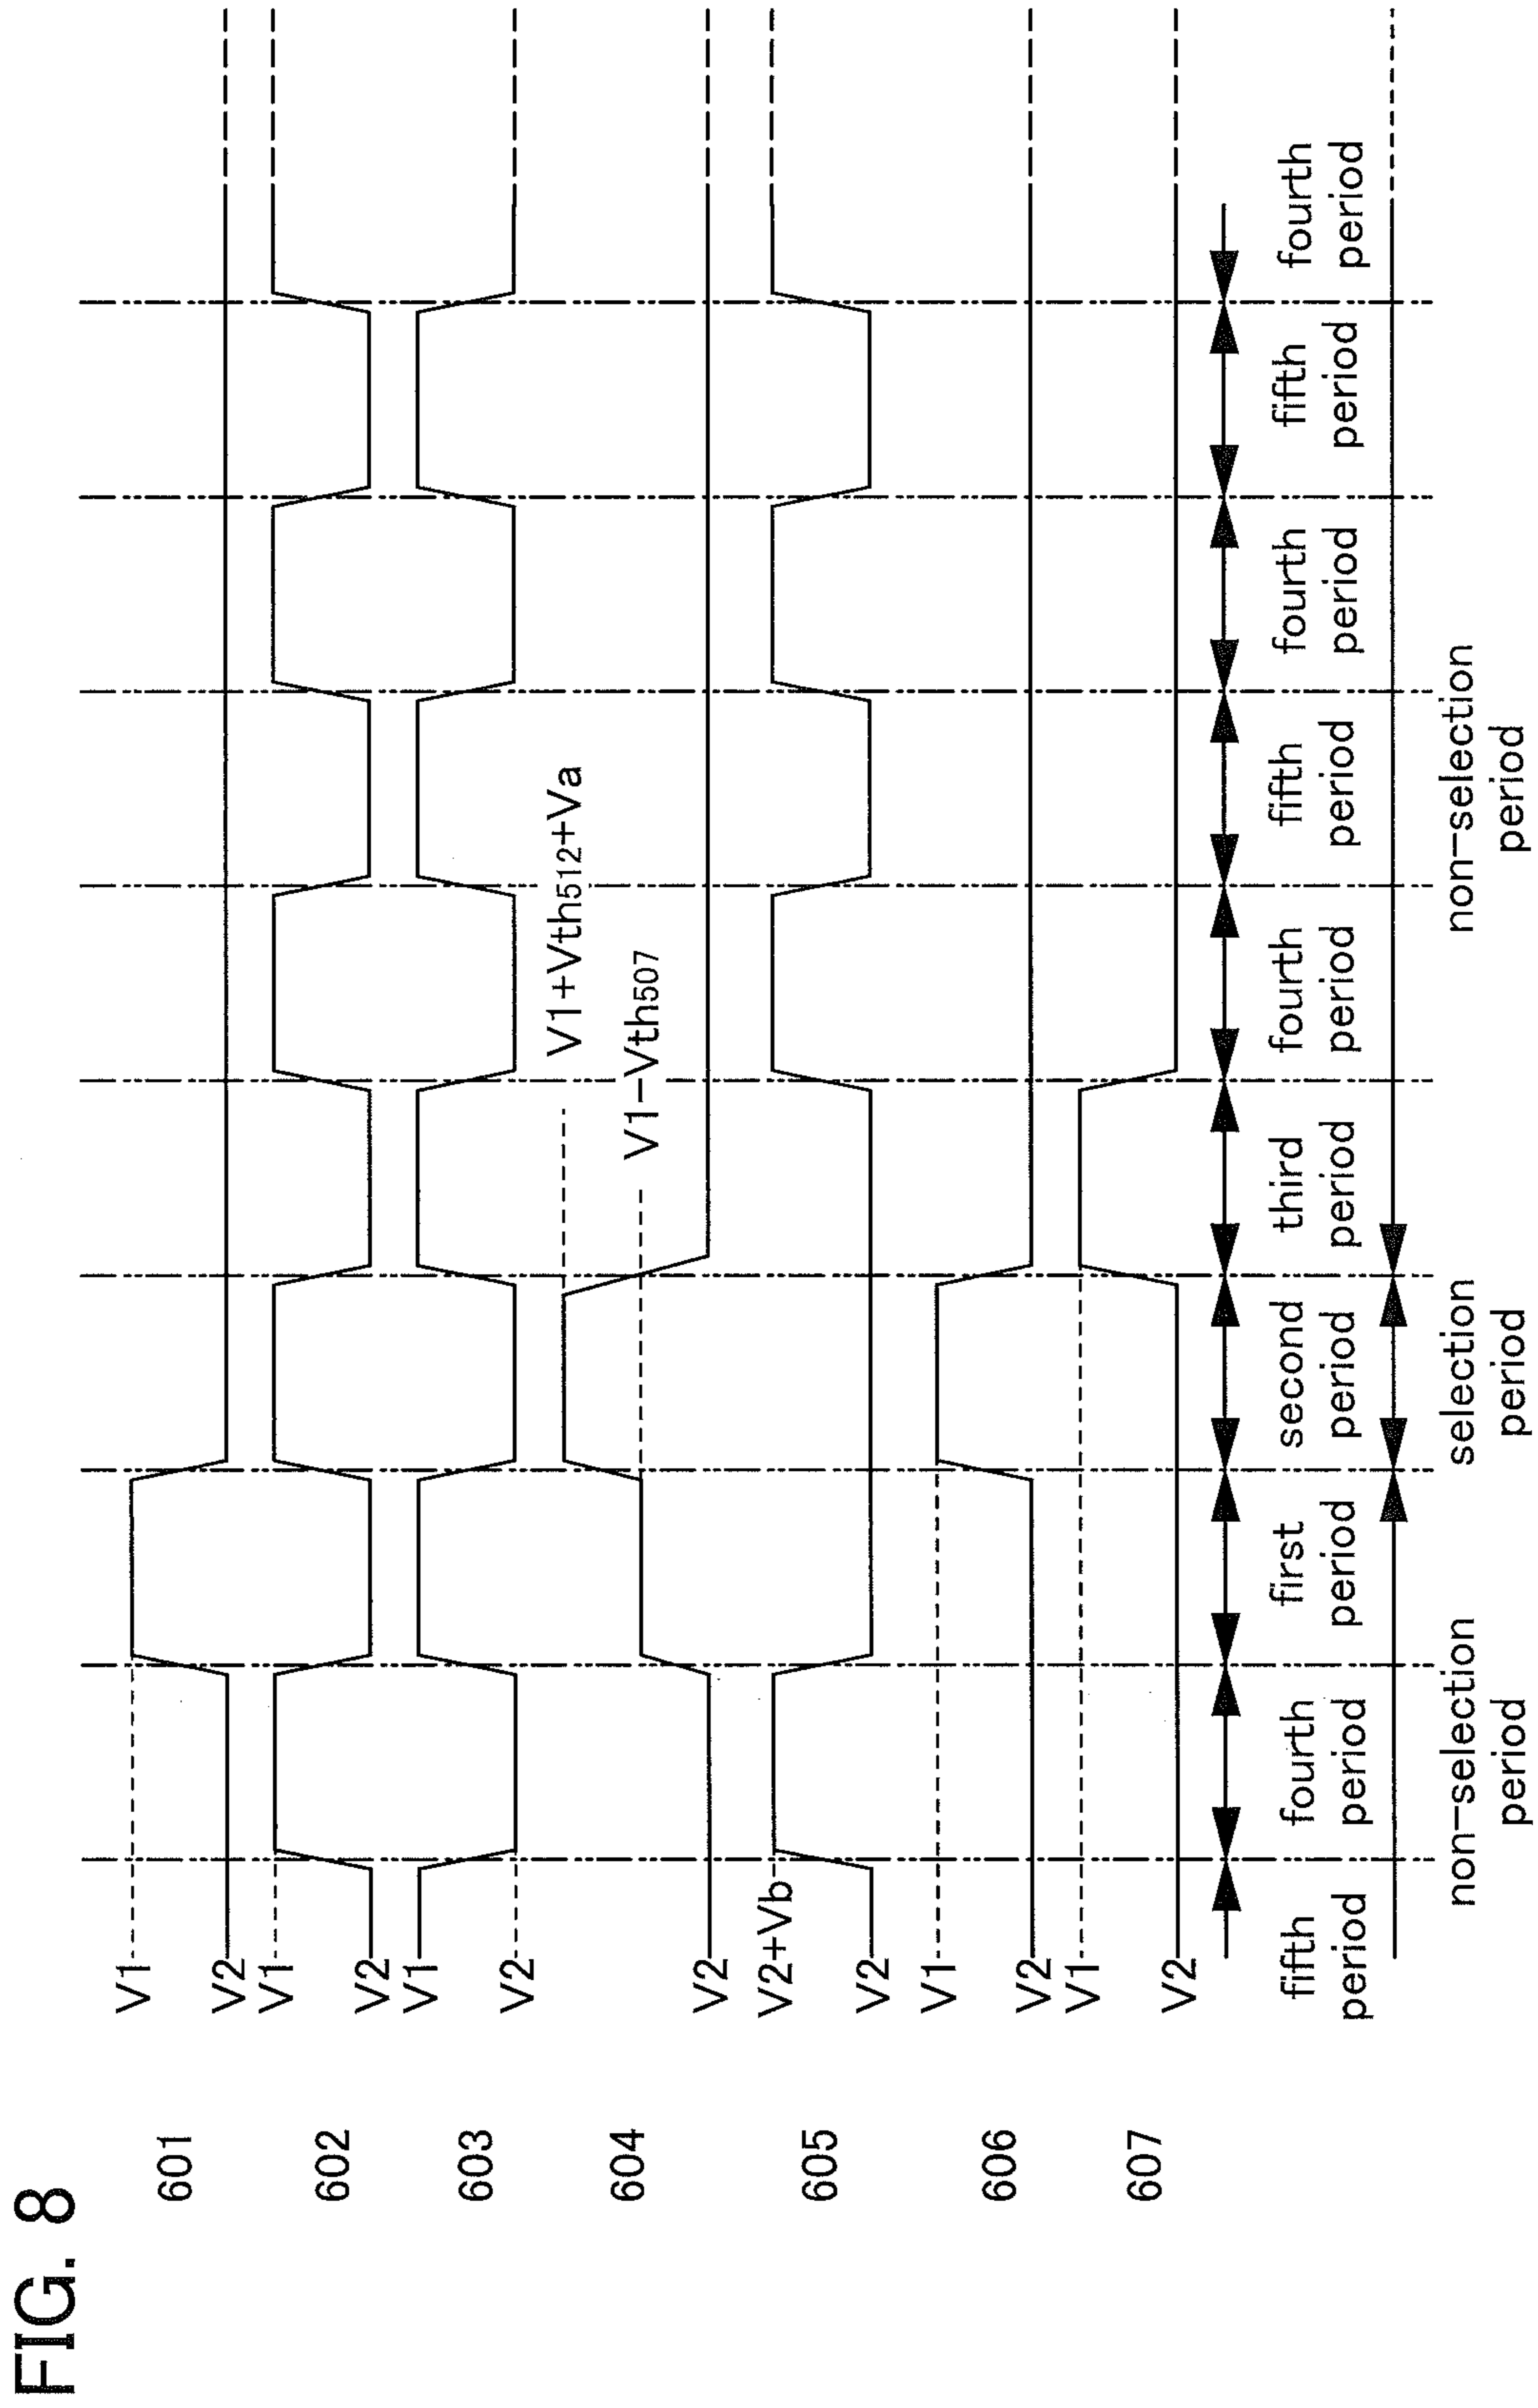 FIG. 8
601
V1
V2
602
V1
V2
603
V1
V2
604
V1+Vth512+Va
V1−Vth507
V2
605
V2+Vb
V2
606
V1
V2
607
V1
V2
fifth period
fourth period
first period
second period
third period
fourth period
fifth period
fourth period
fifth period
fourth period
non-selection period
selection period
non-selection period